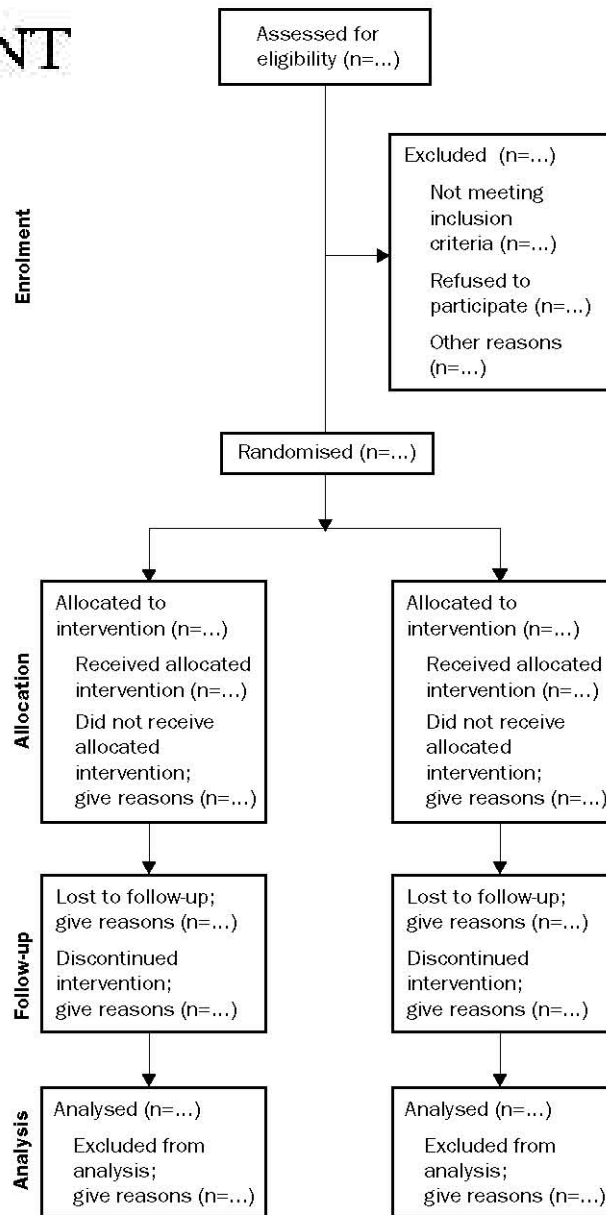 NT
Assessed for
eligibility (n=...)
Enrolment
Excluded (n=...)
Not meeting
inclusion
criteria (n=...)
Refused to
participate (n=...)
Other reasons
(n=...)
Randomised (n=...)
Allocation
Allocated to
intervention (n=...)
Received allocated
intervention (n=...)
Did not receive
allocated
intervention;
give reasons (n=...)
Allocated to
intervention (n=...)
Received allocated
intervention (n=...)
Did not receive
allocated
intervention;
give reasons (n=...)
Follow-up
Lost to follow-up;
give reasons (n=...)
Discontinued
intervention;
give reasons (n=...)
Lost to follow-up;
give reasons (n=...)
Discontinued
intervention;
give reasons (n=...)
Analysis
Analysed (n=...)
Excluded from
analysis;
give reasons (n=...)
Analysed (n=...)
Excluded from
analysis;
give reasons (n=...)